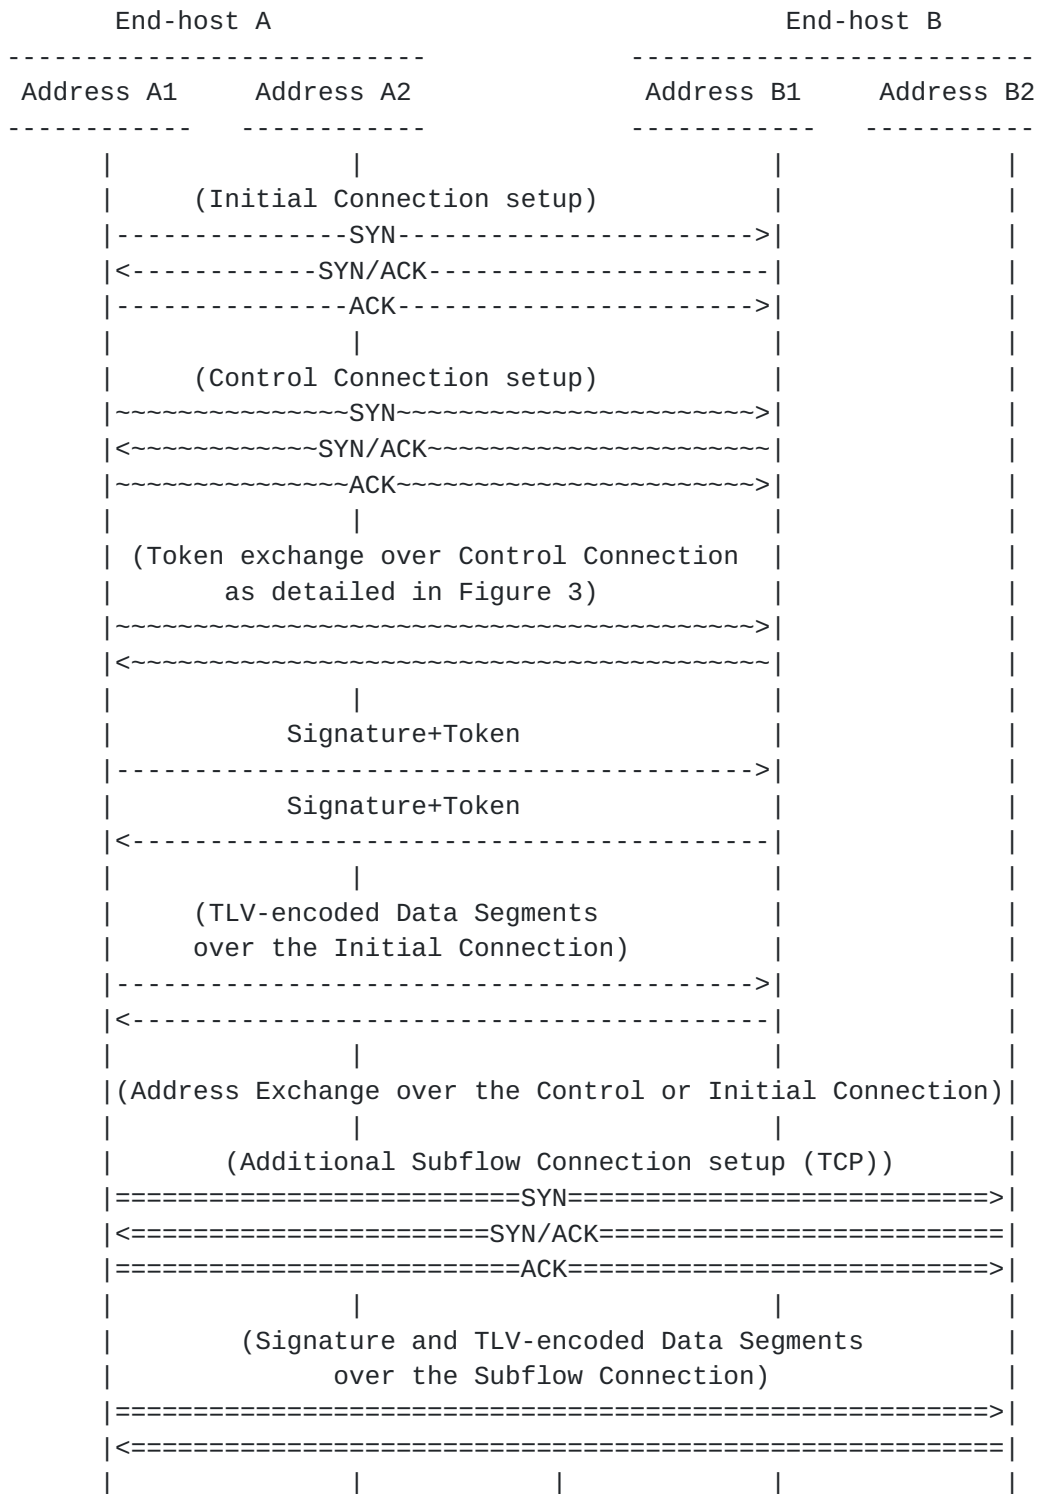 End-host A                                 End-host B
---------------------------             --------------------------
 Address A1     Address A2               Address B1     Address B2
------------   ------------             ------------   -----------
      |               |                          |              |
      |     (Initial Connection setup)           |              |
      |---------------SYN----------------------->|              |
      |<------------SYN/ACK----------------------|              |
      |---------------ACK----------------------->|              |
      |               |                          |              |
      |     (Control Connection setup)           |              |
      |~~~~~~~~~~~~~~~SYN~~~~~~~~~~~~~~~~~~~~~~~>|              |
      |<~~~~~~~~~~~~SYN/ACK~~~~~~~~~~~~~~~~~~~~~~|              |
      |~~~~~~~~~~~~~~~ACK~~~~~~~~~~~~~~~~~~~~~~~>|              |
      |               |                          |              |
      | (Token exchange over Control Connection  |              |
      |       as detailed in Figure 3)           |              |
      |~~~~~~~~~~~~~~~~~~~~~~~~~~~~~~~~~~~~~~~~~>|              |
      |<~~~~~~~~~~~~~~~~~~~~~~~~~~~~~~~~~~~~~~~~~|              |
      |               |                          |              |
      |           Signature+Token                |              |
      |----------------------------------------->|              |
      |           Signature+Token                |              |
      |<-----------------------------------------|              |
      |               |                          |              |
      |     (TLV-encoded Data Segments           |              |
      |     over the Initial Connection)         |              |
      |----------------------------------------->|              |
      |<-----------------------------------------|              |
      |               |                          |              |
      |(Address Exchange over the Control or Initial Connection)|
      |               |                          |              |
      |       (Additional Subflow Connection setup (TCP))       |
      |==========================SYN===========================>|
      |<=======================SYN/ACK==========================|
      |==========================ACK===========================>|
      |               |                          |              |
      |        (Signature and TLV-encoded Data Segments         |
      |              over the Subflow Connection)               |
      |========================================================>|
      |<========================================================|
      |               |            |             |              |